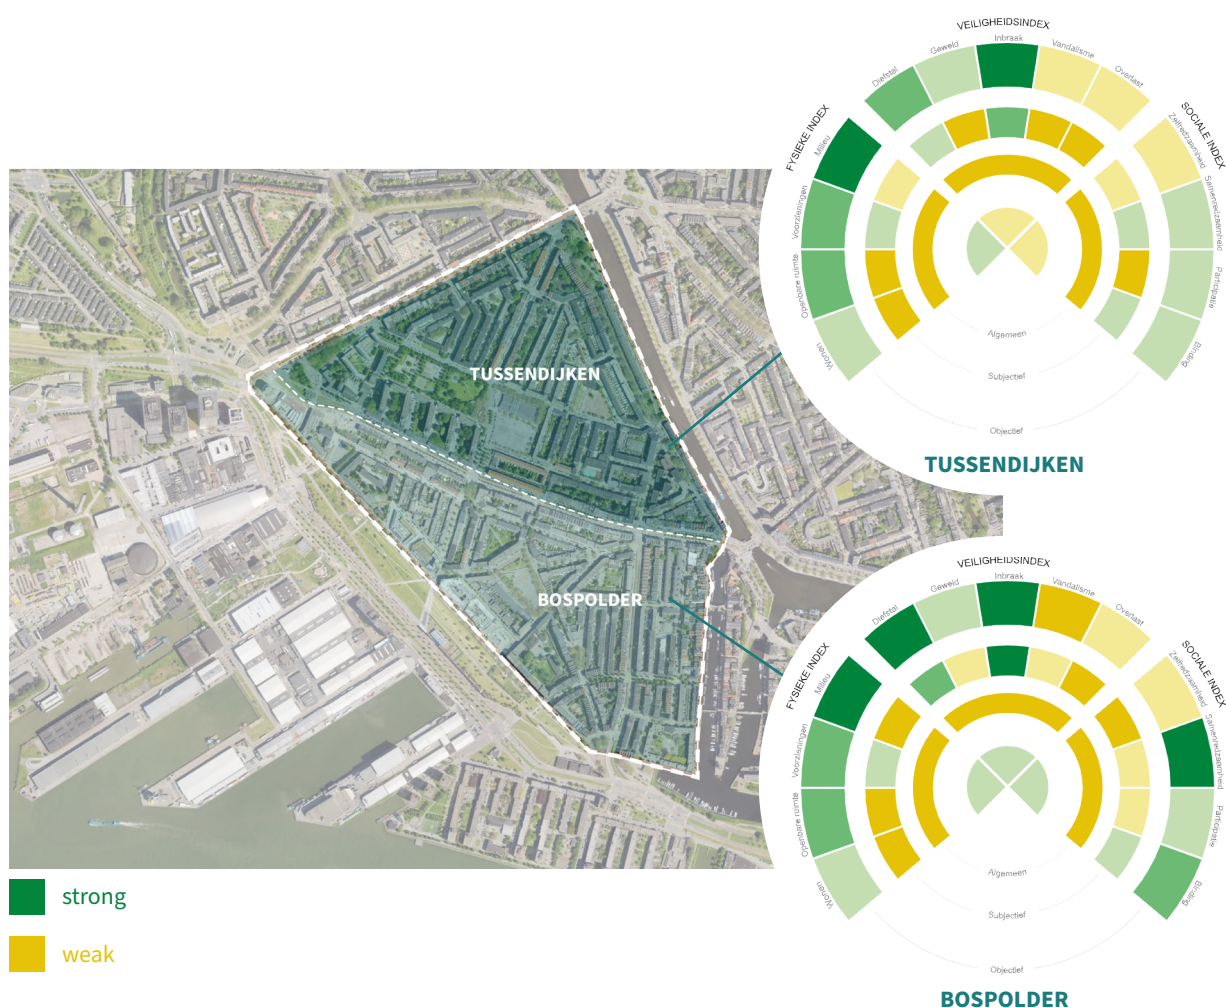 VEILIGHEIDSINDEX
Inbraak
Geweld
Vandalisme
Diefstal
Overlast
FYSIEKE INDEX
SOCIALE INDEX
Milieu
Zelfredzaamheid
Voorzieningen
Samenredzaamheid
Openbare ruimte
Participatie
Wonen
Binding
Algemeen
Subjectief
Objectief
TUSSENDIJKEN
TUSSENDIJKEN
BOSPOLDER
VEILIGHEIDSINDEX
Inbraak
Geweld
Vandalisme
Diefstal
Overlast
FYSIEKE INDEX
SOCIALE INDEX
Milieu
Zelfredzaamheid
Voorzieningen
Samenredzaamheid
Openbare ruimte
Participatie
Wonen
Binding
Algemeen
Subjectief
Objectief
BOSPOLDER
strong
weak